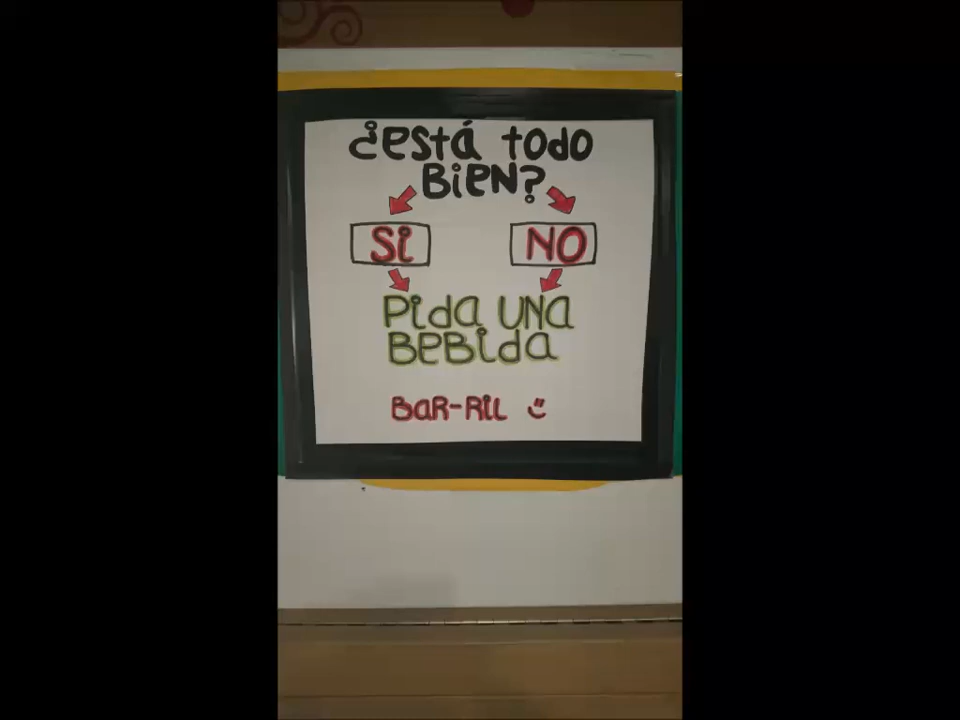 ¿está todo
BiEN?
Si NO
Pida UNA
BEBida
BaR-RiL